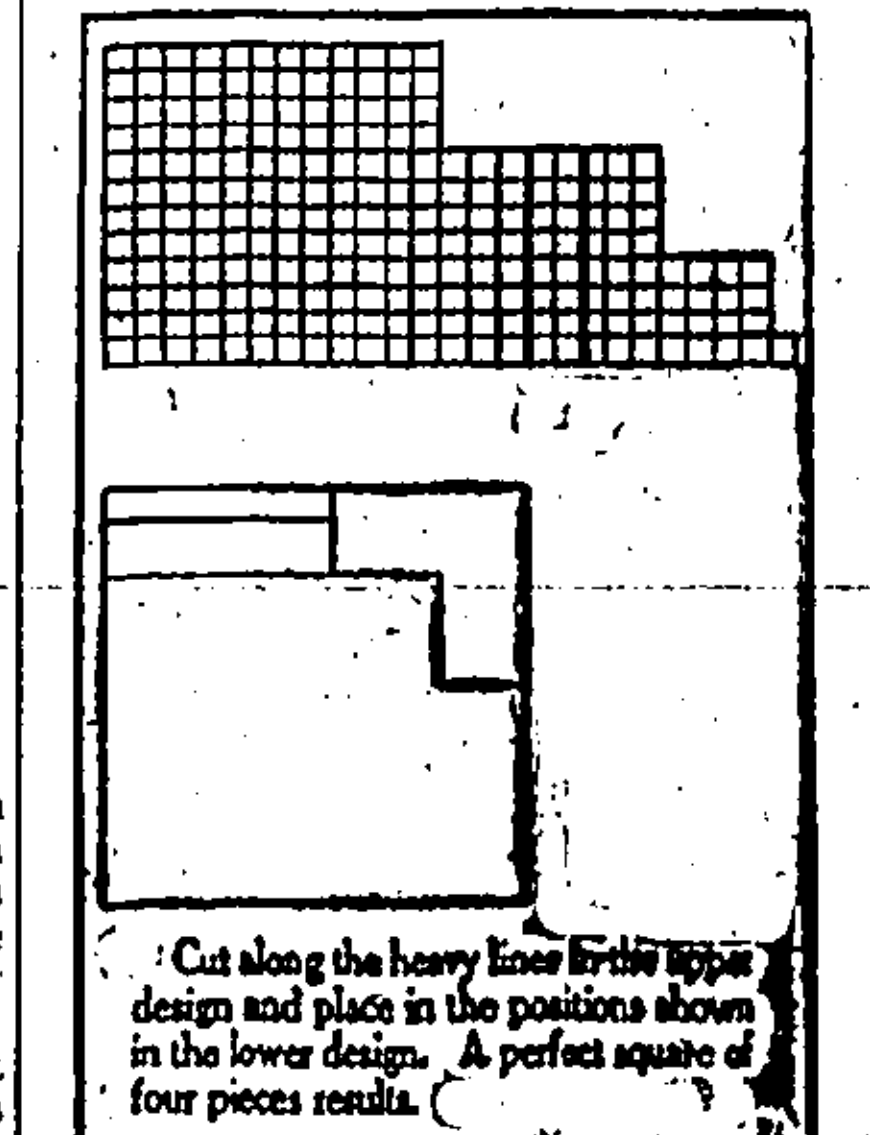 Cut along the heavy lines in the upper
design and place in the positions shown
in the lower design. A perfect square of
four pieces results.